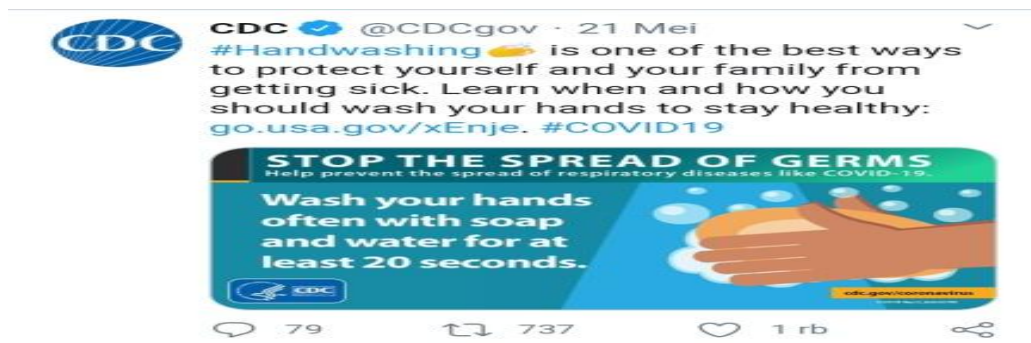 CDC
CDC @CDCgov · 21 Mei
#Handwashing is one of the best ways
to protect yourself and your family from
getting sick. Learn when and how you
should wash your hands to stay healthy:
go.usa.gov/xEnje. #COVID19
STOP THE SPREAD OF GERMS
Help prevent the spread of respiratory diseases like COVID-19.
Wash your hands
often with soap
and water for at
least 20 seconds.
CDC
cdc.gov/coronavirus
79 737 1 rb